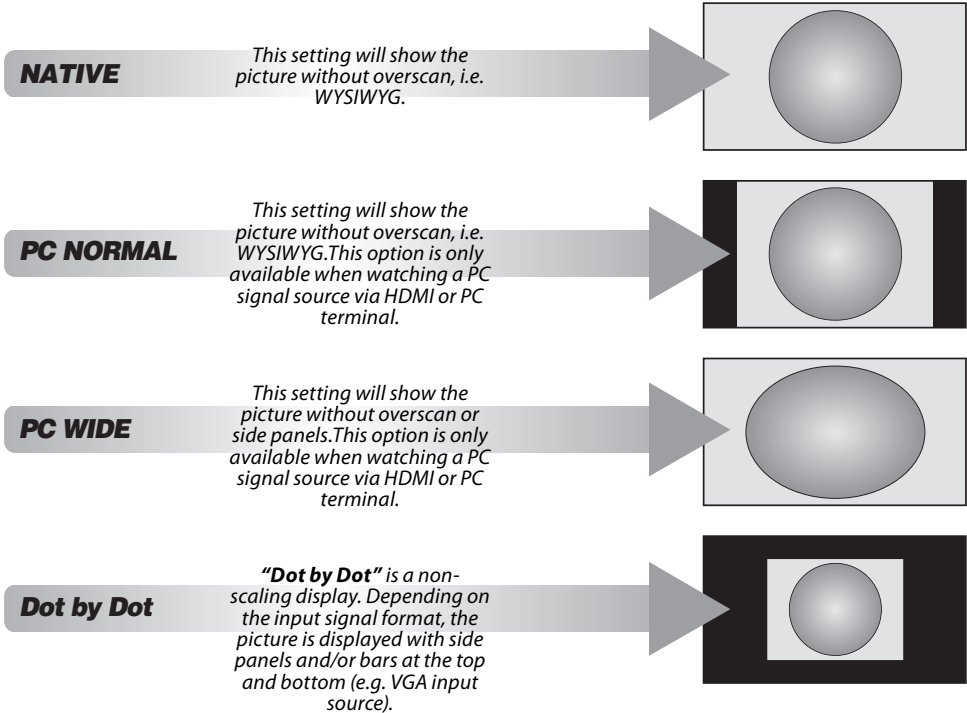 NATIVE
This setting will show the
picture without overscan, i.e.
WYSIWYG.
PC NORMAL
This setting will show the
picture without overscan, i.e.
WYSIWYG.This option is only
available when watching a PC
signal source via HDMI or PC
terminal.
PC WIDE
This setting will show the
picture without overscan or
side panels.This option is only
available when watching a PC
signal source via HDMI or PC
terminal.
Dot by Dot
“Dot by Dot” is a non-
scaling display. Depending on
the input signal format, the
picture is displayed with side
panels and/or bars at the top
and bottom (e.g. VGA input
source).